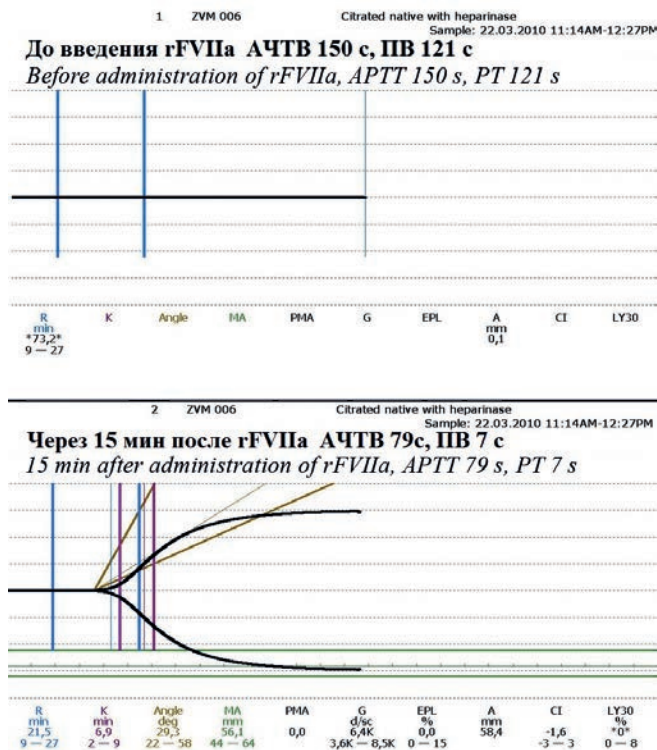 1 ZVM 006 Citrated native with heparinase
Sample: 22.03.2010 11:14AM-12:27PM
До введения rFVIIa АЧТВ 150 с, ПВ 121 с
Before administration of rFVIIa, APTT 150 s, PT 121 s
R K Angle MA PMA G EPL A CI LY30
min mm
*73,2* 0,1
9 — 27
2 ZVM 006 Citrated native with heparinase
Sample: 22.03.2010 11:14AM-12:27PM
Через 15 мин после rFVIIa АЧТВ 79с, ПВ 7 с
15 min after administration of rFVIIa, APTT 79 s, PT 7 s
R K Angle MA PMA G EPL A CI LY30
min min deg mm d/sc % mm %
21,5 6,9 29,3 56,1 0,0 6,4K 0,0 58,4 -1,6 *0*
9 — 27 2 — 9 22 — 58 44 — 64 3,6K — 8,5K 0 — 15 -3 — 3 0 — 8